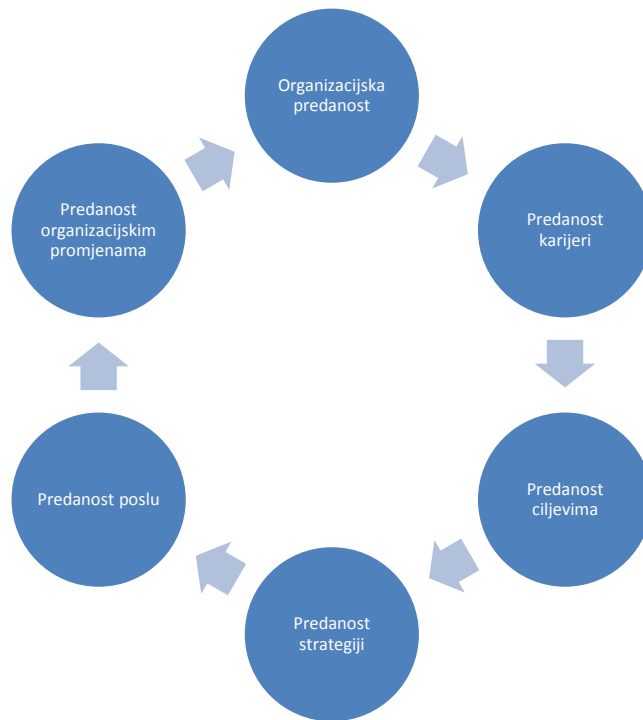 Organizacijska
predanost
Predanost
karijeri
Predanost
ciljevima
Predanost
strategiji
Predanost poslu
Predanost
organizacijskim
promjenama